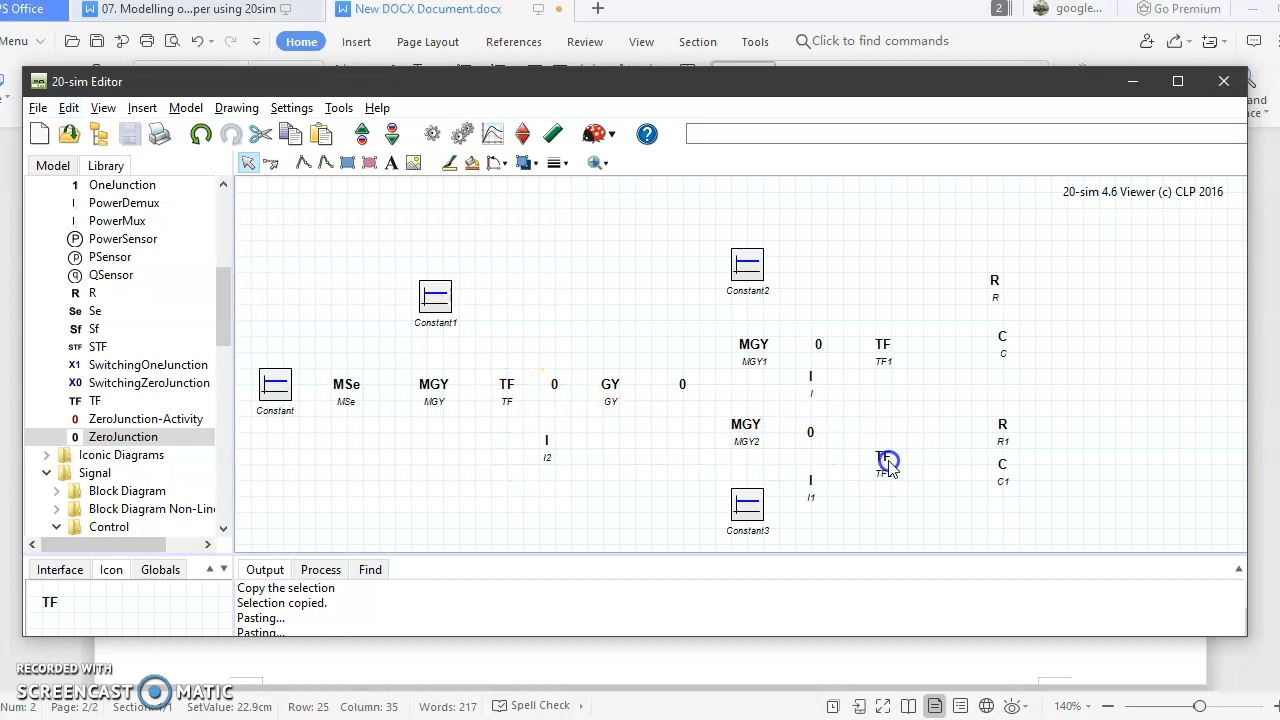 PS Office
07. Modelling o...per using 20sim
New DOCX Document.docx
2
google...
Go Premium
Menu
Home
Insert
Page Layout
References
Review
View
Section
Tools
Click to find commands
20-sim Editor
File Edit View Insert Model Drawing Settings Tools Help
Model Library
1 OneJunction
PowerDemux
PowerMux
P PowerSensor
p PSensor
q QSensor
R R
Se Se
Sf Sf
STF STF
X1 SwitchingOneJunction
X0 SwitchingZeroJunction
TF TF
0 ZeroJunction-Activity
0 ZeroJunction
Iconic Diagrams
Signal
Block Diagram
Block Diagram Non-Lin
Control
20-sim 4.6 Viewer (c) CLP 2016
Constant2
R
R
Constant1
MGY
MGY1
0
TF
TF1
C
C
I
I
Constant
MSe
MSe
MGY
MGY
TF
TF
0
GY
GY
0
MGY
MGY2
0
R
R1
I
I2
TF
C
C1
I
I1
Constant3
Interface Icon Globals
TF
Output Process Find
Copy the selection
Selection copied.
Pasting...
Pasting...
RECORDED WITH
SCREENCAST MATIC
Num: 2
Page: 2/2
SetValue: 22.9cm
Row: 25
Column: 35
Words: 217
Spell Check
140%